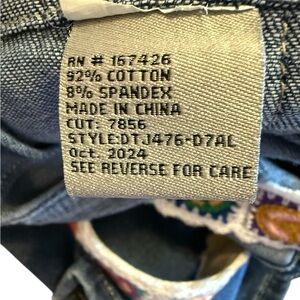 RN # 167426
92% COTTON
8% SPANDEX
MADE IN CHINA
CUT: 7856
STYLE:DTJ476-D7AL
Oct. 2024
SEE REVERSE FOR CARE